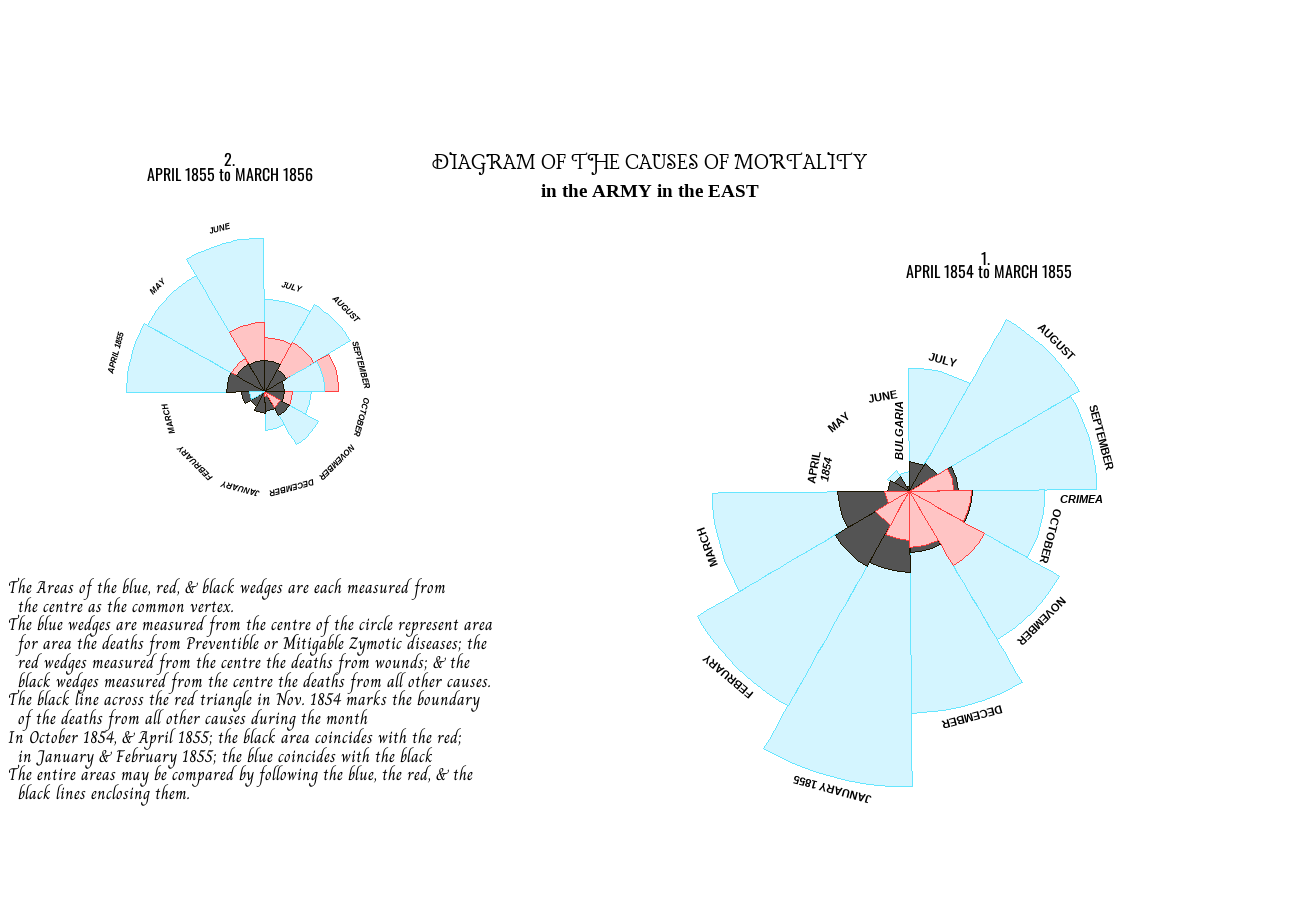 DIAGRAM OF THE CAUSES OF MORTALITY
in the ARMY in the EAST
2.
APRIL 1855 to MARCH 1856
JUNE
JULY
MAY
AUGUST
APRIL 1855
SEPTEMBER
MARCH
OCTOBER
FEBRUARY
NOVEMBER
JANUARY
DECEMBER
1.
APRIL 1854 to MARCH 1855
AUGUST
JULY
JUNE
BULGARIA
MAY
SEPTEMBER
APRIL
1854
CRIMEA
OCTOBER
MARCH
NOVEMBER
FEBRUARY
DECEMBER
JANUARY 1855
The Areas of the blue, red, & black wedges are each measured from
the centre as the common vertex.
The blue wedges are measured from the centre of the circle represent area
for area the deaths from Preventible or Mitigable Zymotic diseases; the
red wedges measured from the centre the deaths from wounds; & the
black wedges measured from the centre the deaths from all other causes.
The black line across the red triangle in Nov. 1854 marks the boundary
of the deaths from all other causes during the month
In October 1854, & April 1855; the black area coincides with the red;
in January & February 1855; the blue coincides with the black
The entire areas may be compared by following the blue, the red, & the
black lines enclosing them.